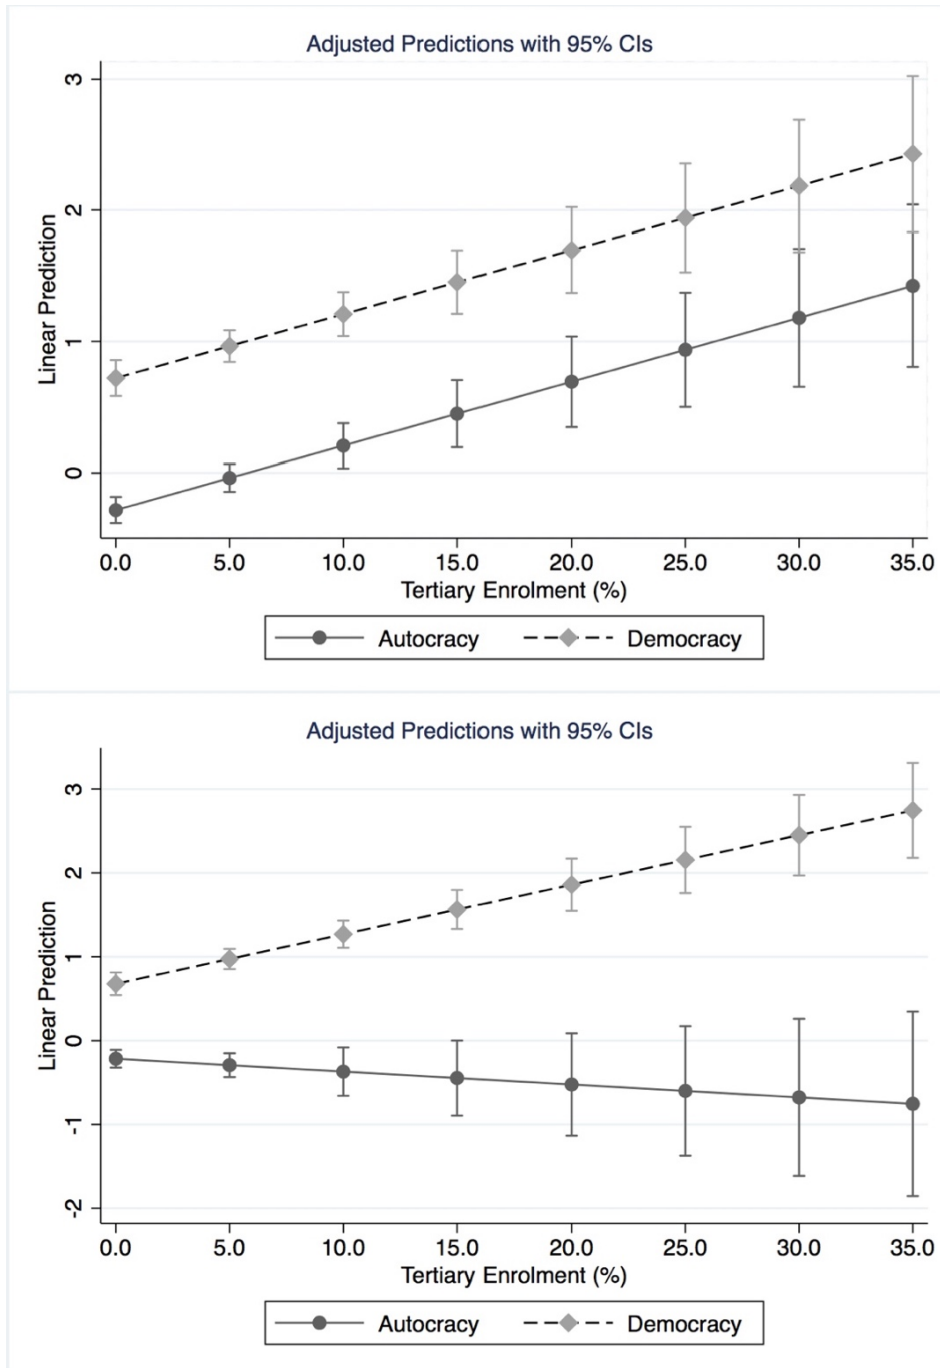 Adjusted Predictions with 95% CIs
3
2
1
0
Linear Prediction
0.0 5.0 10.0 15.0 20.0 25.0 30.0 35.0
Tertiary Enrolment (%)
Autocracy Democracy
Adjusted Predictions with 95% CIs
3
2
1
0
-1
-2
Linear Prediction
0.0 5.0 10.0 15.0 20.0 25.0 30.0 35.0
Tertiary Enrolment (%)
Autocracy Democracy